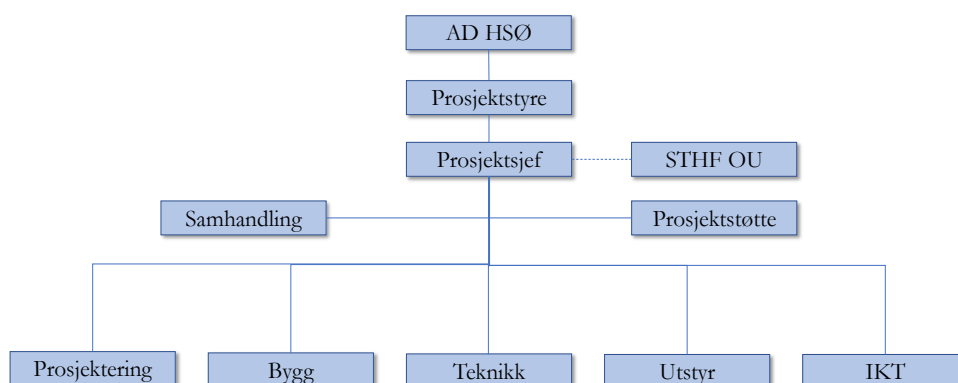 AD HSØ
Prosjektstyre
Prosjektsjef
STHF OU
Samhandling
Prosjektstøtte
Prosjektering
Bygg
Teknikk
Utstyr
IKT